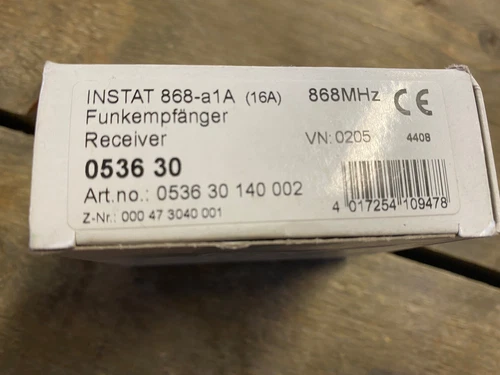 INSTAT 868-a1A (16A) 868MHz CE
Funkempfänger
Receiver VN: 0205 4408
0536 30
Art.no.: 0536 30 140 002
Z-Nr.: 000 47 3040 001
4 017254 109478